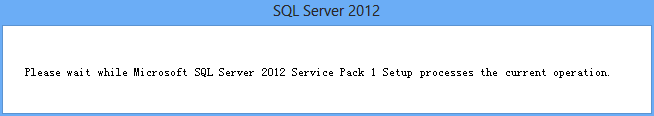 SQL Server 2012
Please wait while Microsoft SQL Server 2012 Service Pack 1 Setup processes the current operation.